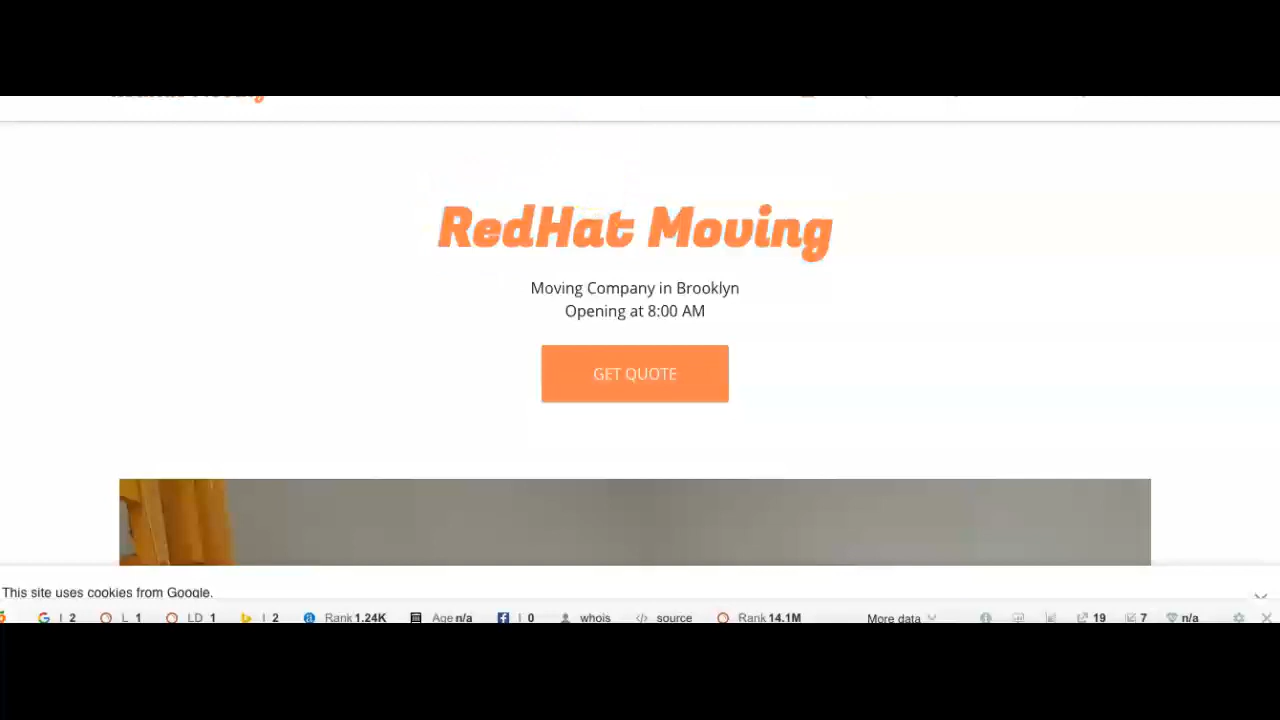 RedHat Moving
Moving Company in Brooklyn
Opening at 8:00 AM
GET QUOTE
This site uses cookies from Google.
I 2 L 1 LD 1 I 2 Rank 1.24K Age n/a I 0 whois source Rank 14.1M More data 19 7 n/a